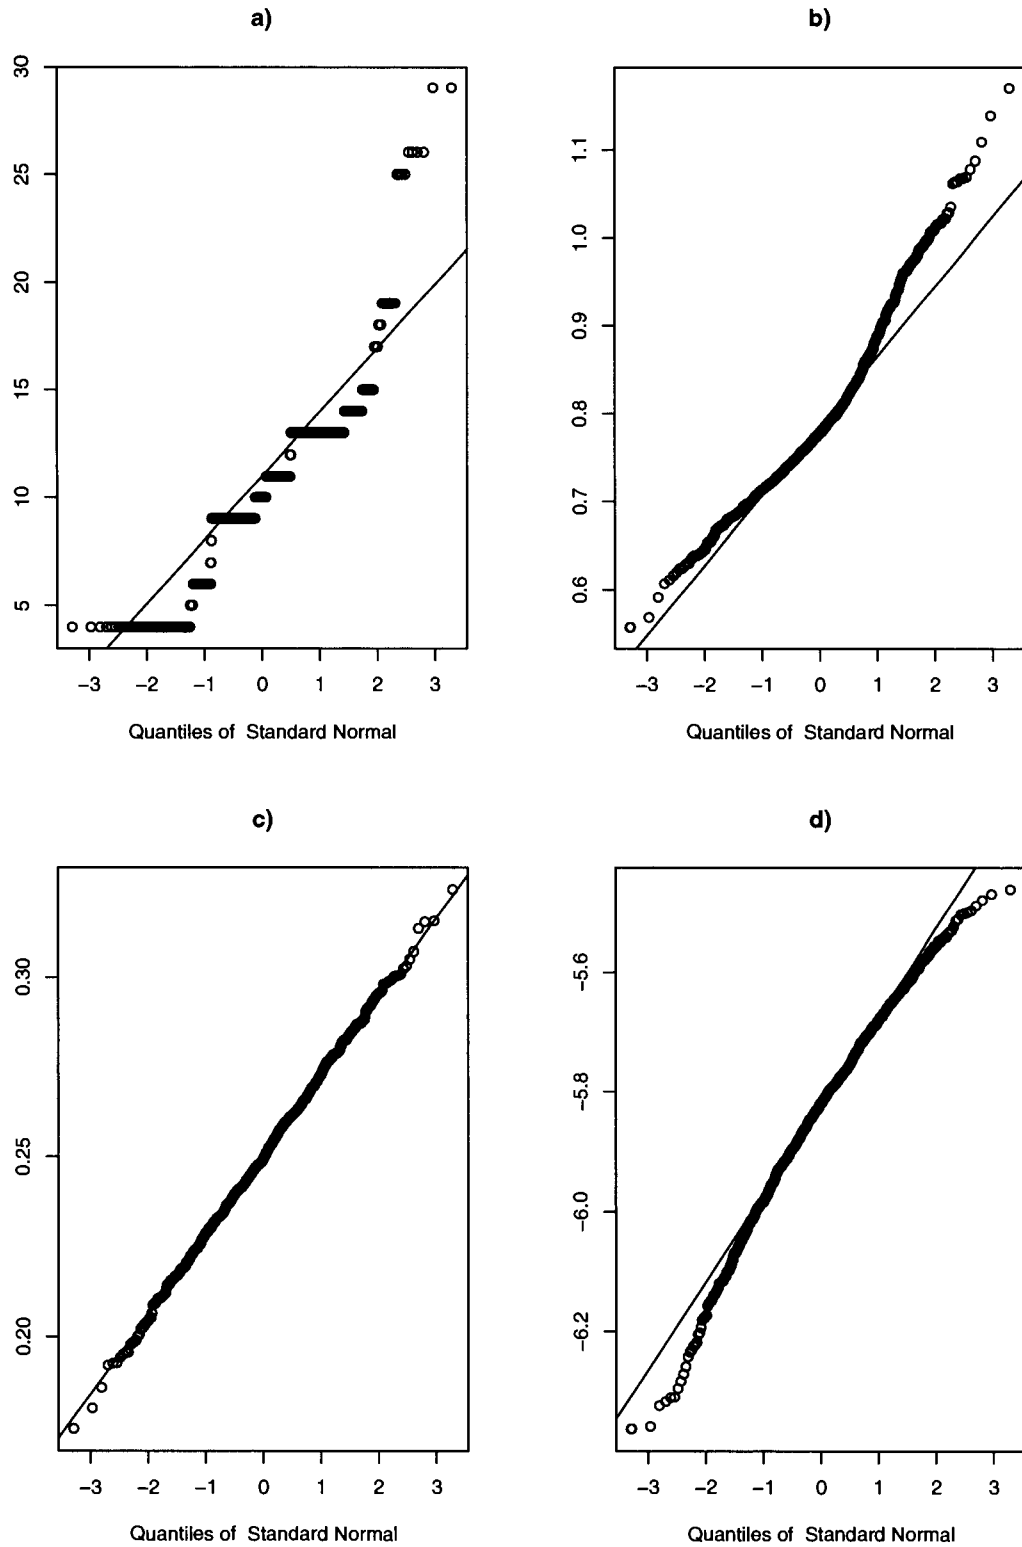 a)
30
25
20
15
10
5
−3 −2 −1 0 1 2 3
Quantiles of Standard Normal
b)
1.1
1.0
0.9
0.8
0.7
0.6
−3 −2 −1 0 1 2 3
Quantiles of Standard Normal
c)
0.30
0.25
0.20
−3 −2 −1 0 1 2 3
Quantiles of Standard Normal
d)
−5.6
−5.8
−6.0
−6.2
−3 −2 −1 0 1 2 3
Quantiles of Standard Normal